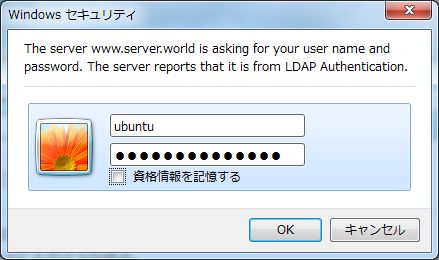 Windows セキュリティ
The server www.server.world is asking for your user name and
password. The server reports that it is from LDAP Authentication.
ubuntu
●●●●●●●●●●●●●●
資格情報を記憶する
OK
キャンセル